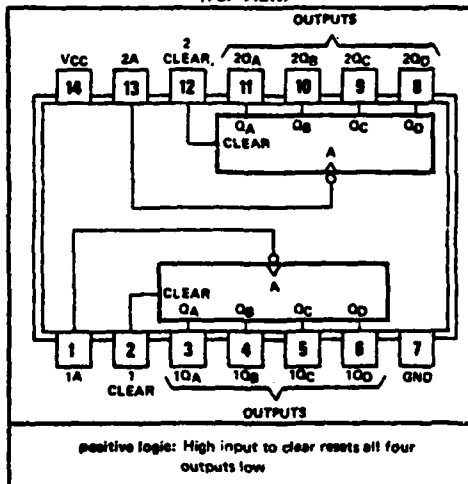 OUTPUTS
VCC 2A 2 CLEAR 2QA 2QB 2QC 2QD
14 13 12 11 10 9 8
QA QB QC QD
CLEAR
A
A
CLEAR
QA QB QC QD
1 2 3 4 5 6 7
1A 1 CLEAR 1QA 1QB 1QC 1QD GND
OUTPUTS
positive logic: High input to clear resets all four
outputs low